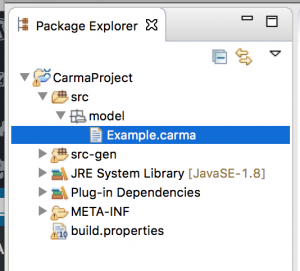 Package Explorer
CarmaProject
src
model
Example.carma
src-gen
JRE System Library [JavaSE-1.8]
Plug-in Dependencies
META-INF
build.properties